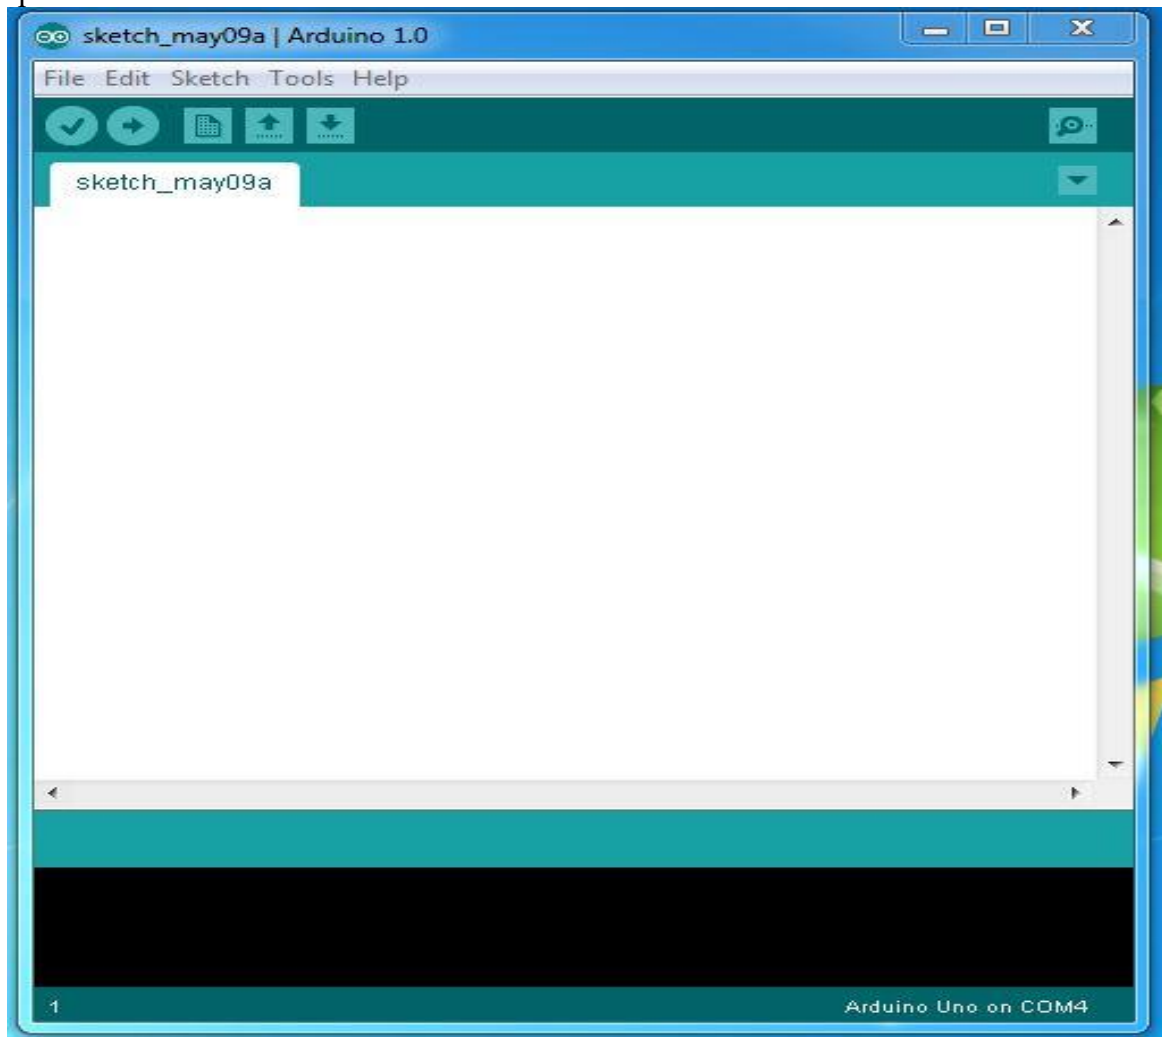 sketch_may09a | Arduino 1.0
File Edit Sketch Tools Help
sketch_may09a
1
Arduino Uno on COM4